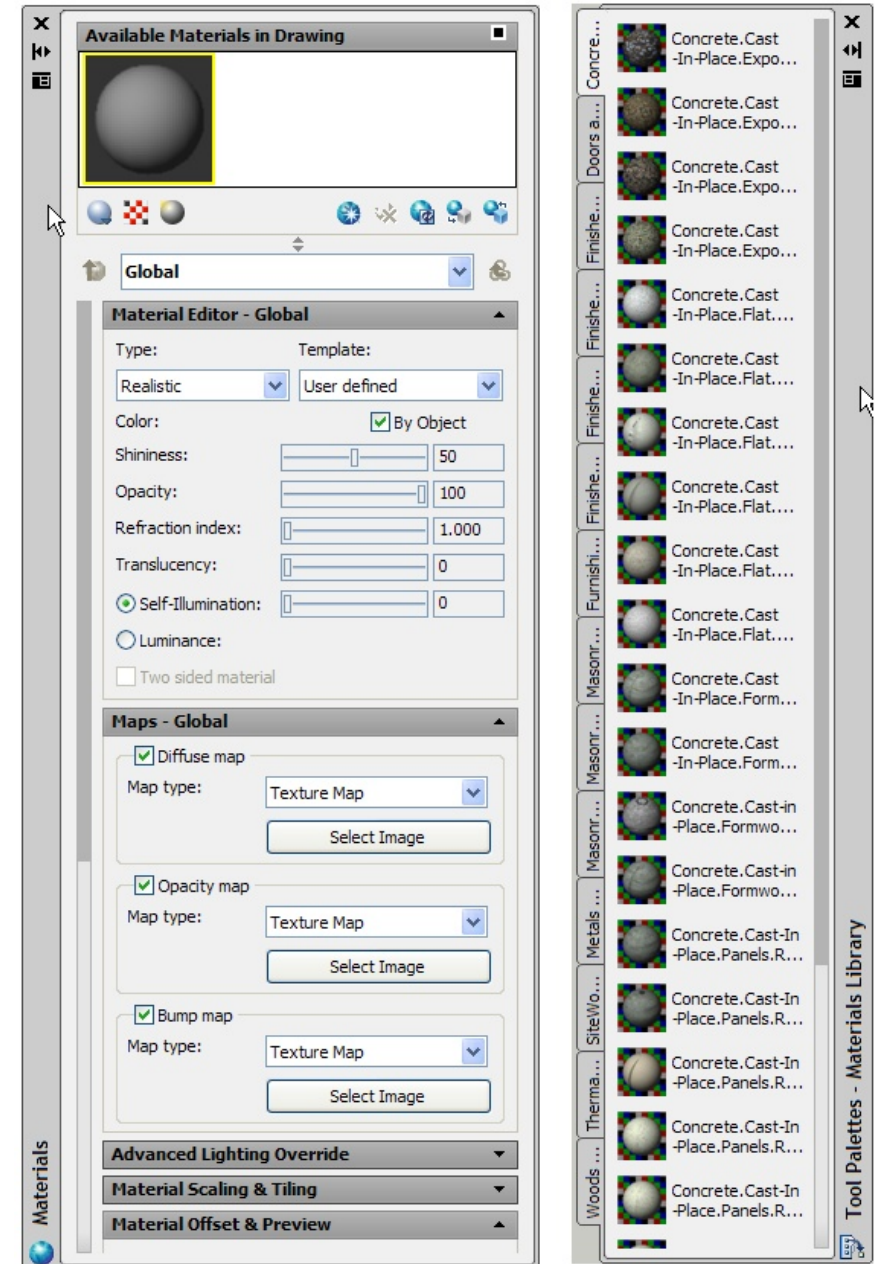 Available Materials in Drawing
Global
Material Editor - Global
Type:
Template:
Realistic
User defined
Color:
By Object
Shininess:
50
Opacity:
100
Refraction index:
1.000
Translucency:
0
Self-Illumination:
0
Luminance:
Two sided material
Maps - Global
Diffuse map
Map type:
Texture Map
Select Image
Opacity map
Map type:
Texture Map
Select Image
Bump map
Map type:
Texture Map
Select Image
Advanced Lighting Override
Material Scaling & Tiling
Material Offset & Preview
Materials
Concre...
Doors a...
Finishe...
Finishe...
Finishe...
Finishe...
Furnishi...
Masonr...
Masonr...
Masonr...
Metals ...
SiteWo...
Therma...
Woods ...
Concrete.Cast
-In-Place.Expo...
Concrete.Cast
-In-Place.Expo...
Concrete.Cast
-In-Place.Expo...
Concrete.Cast
-In-Place.Expo...
Concrete.Cast
-In-Place.Flat....
Concrete.Cast
-In-Place.Flat....
Concrete.Cast
-In-Place.Flat....
Concrete.Cast
-In-Place.Flat....
Concrete.Cast
-In-Place.Flat....
Concrete.Cast
-In-Place.Flat....
Concrete.Cast
-In-Place.Form...
Concrete.Cast
-In-Place.Form...
Concrete.Cast-in
-Place.Formwo...
Concrete.Cast-in
-Place.Formwo...
Concrete.Cast-In
-Place.Panels.R...
Concrete.Cast-In
-Place.Panels.R...
Concrete.Cast-In
-Place.Panels.R...
Concrete.Cast-In
-Place.Panels.R...
Concrete.Cast-In
-Place.Panels.R...
Tool Palettes - Materials Library